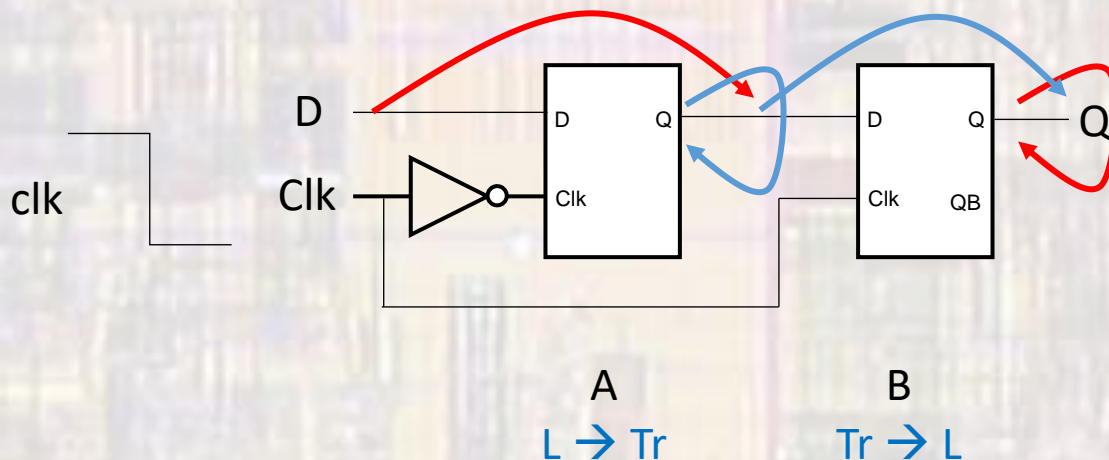 D
D Q
D Q
Q
clk
Clk
Clk
Clk QB
A B
L → Tr Tr → L